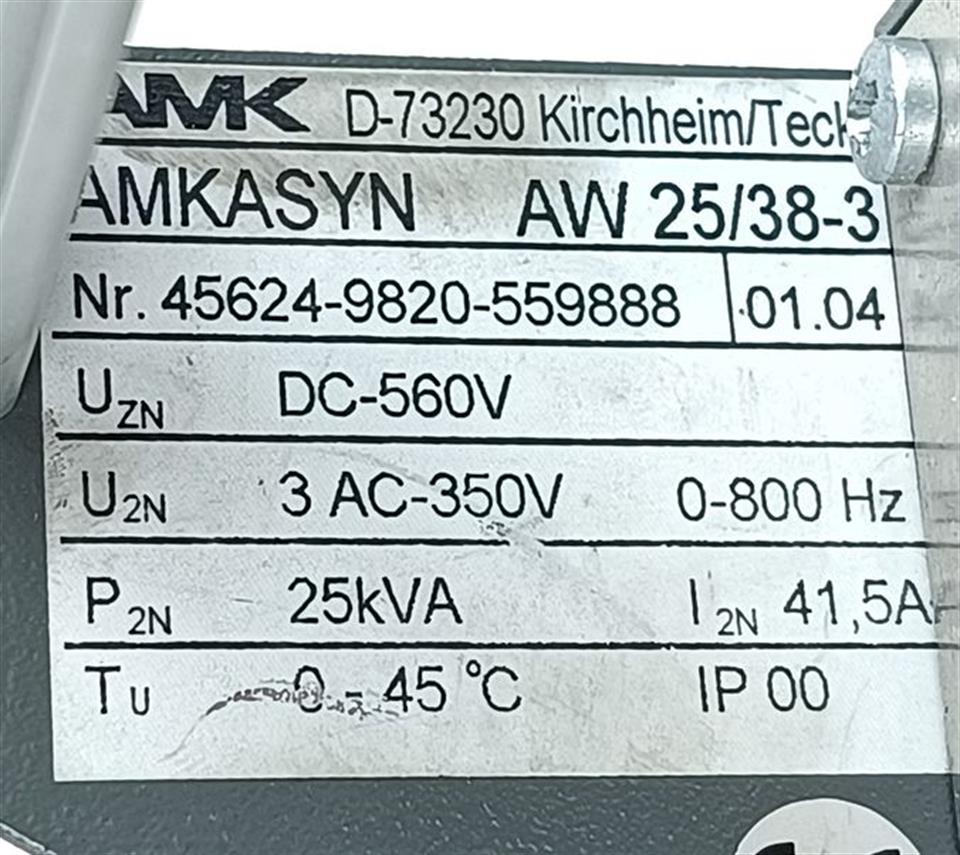 AMK D-73230 Kirchheim/Teck
AMKASYN AW 25/38-3
Nr. 45624-9820-559888 01.04
UZN DC-560V
U2N 3 AC-350V 0-800 Hz
P2N 25kVA I2N 41,5A
TU 0 - 45 °C IP 00